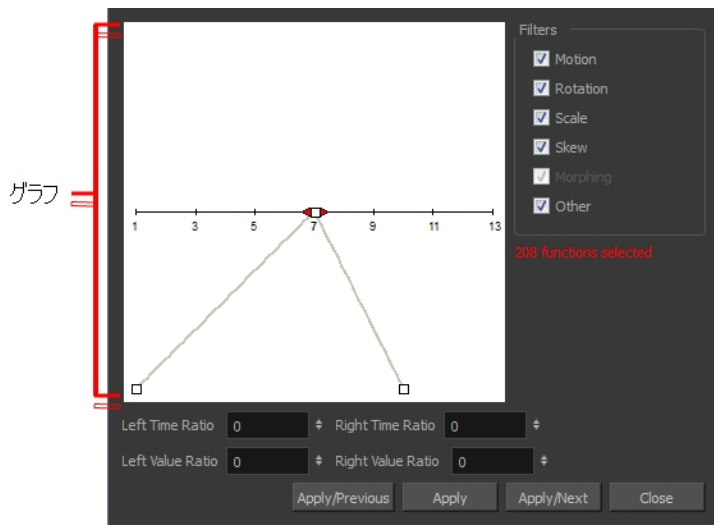 Filters
Motion
Rotation
Scale
Skew
Morphing
Other
グラフ
1 3 5 7 9 11 13
208 functions selected
Left Time Ratio 0 Right Time Ratio 0
Left Value Ratio 0 Right Value Ratio 0
Apply/Previous Apply Apply/Next Close